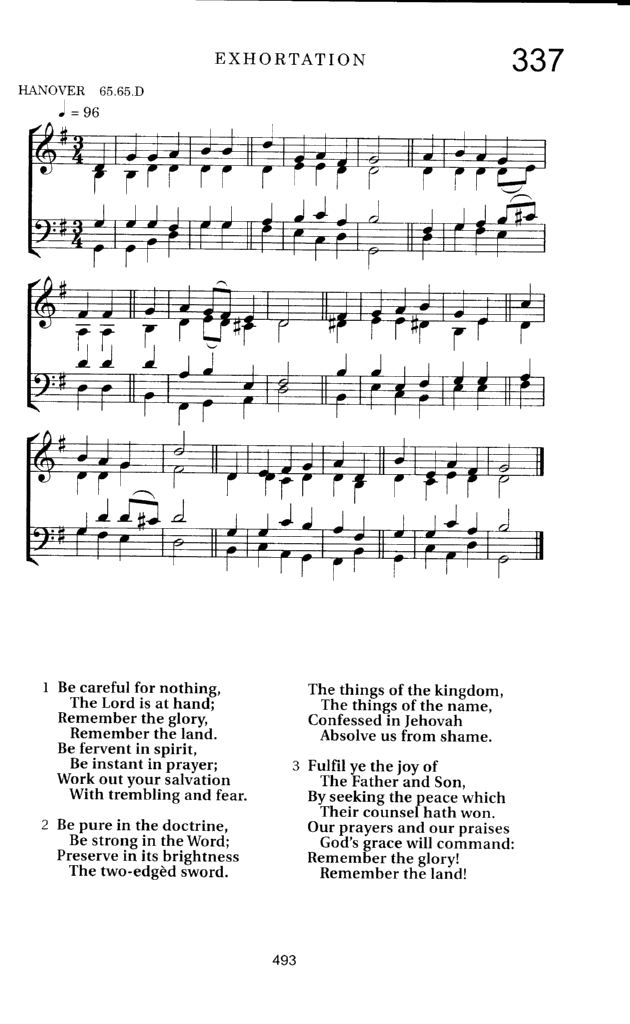 EXHORTATION
337
HANOVER 65.65.D
♩ = 96
1 Be careful for nothing,
The Lord is at hand;
Remember the glory,
Remember the land.
Be fervent in spirit,
Be instant in prayer;
Work out your salvation
With trembling and fear.
2 Be pure in the doctrine,
Be strong in the Word;
Preserve in its brightness
The two-edgèd sword.
The things of the kingdom,
The things of the name,
Confessed in Jehovah
Absolve us from shame.
3 Fulfil ye the joy of
The Father and Son,
By seeking the peace which
Their counsel hath won.
Our prayers and our praises
God's grace will command:
Remember the glory!
Remember the land!
493